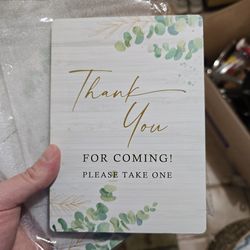 Thank
You
FOR COMING!
PLEASE TAKE ONE